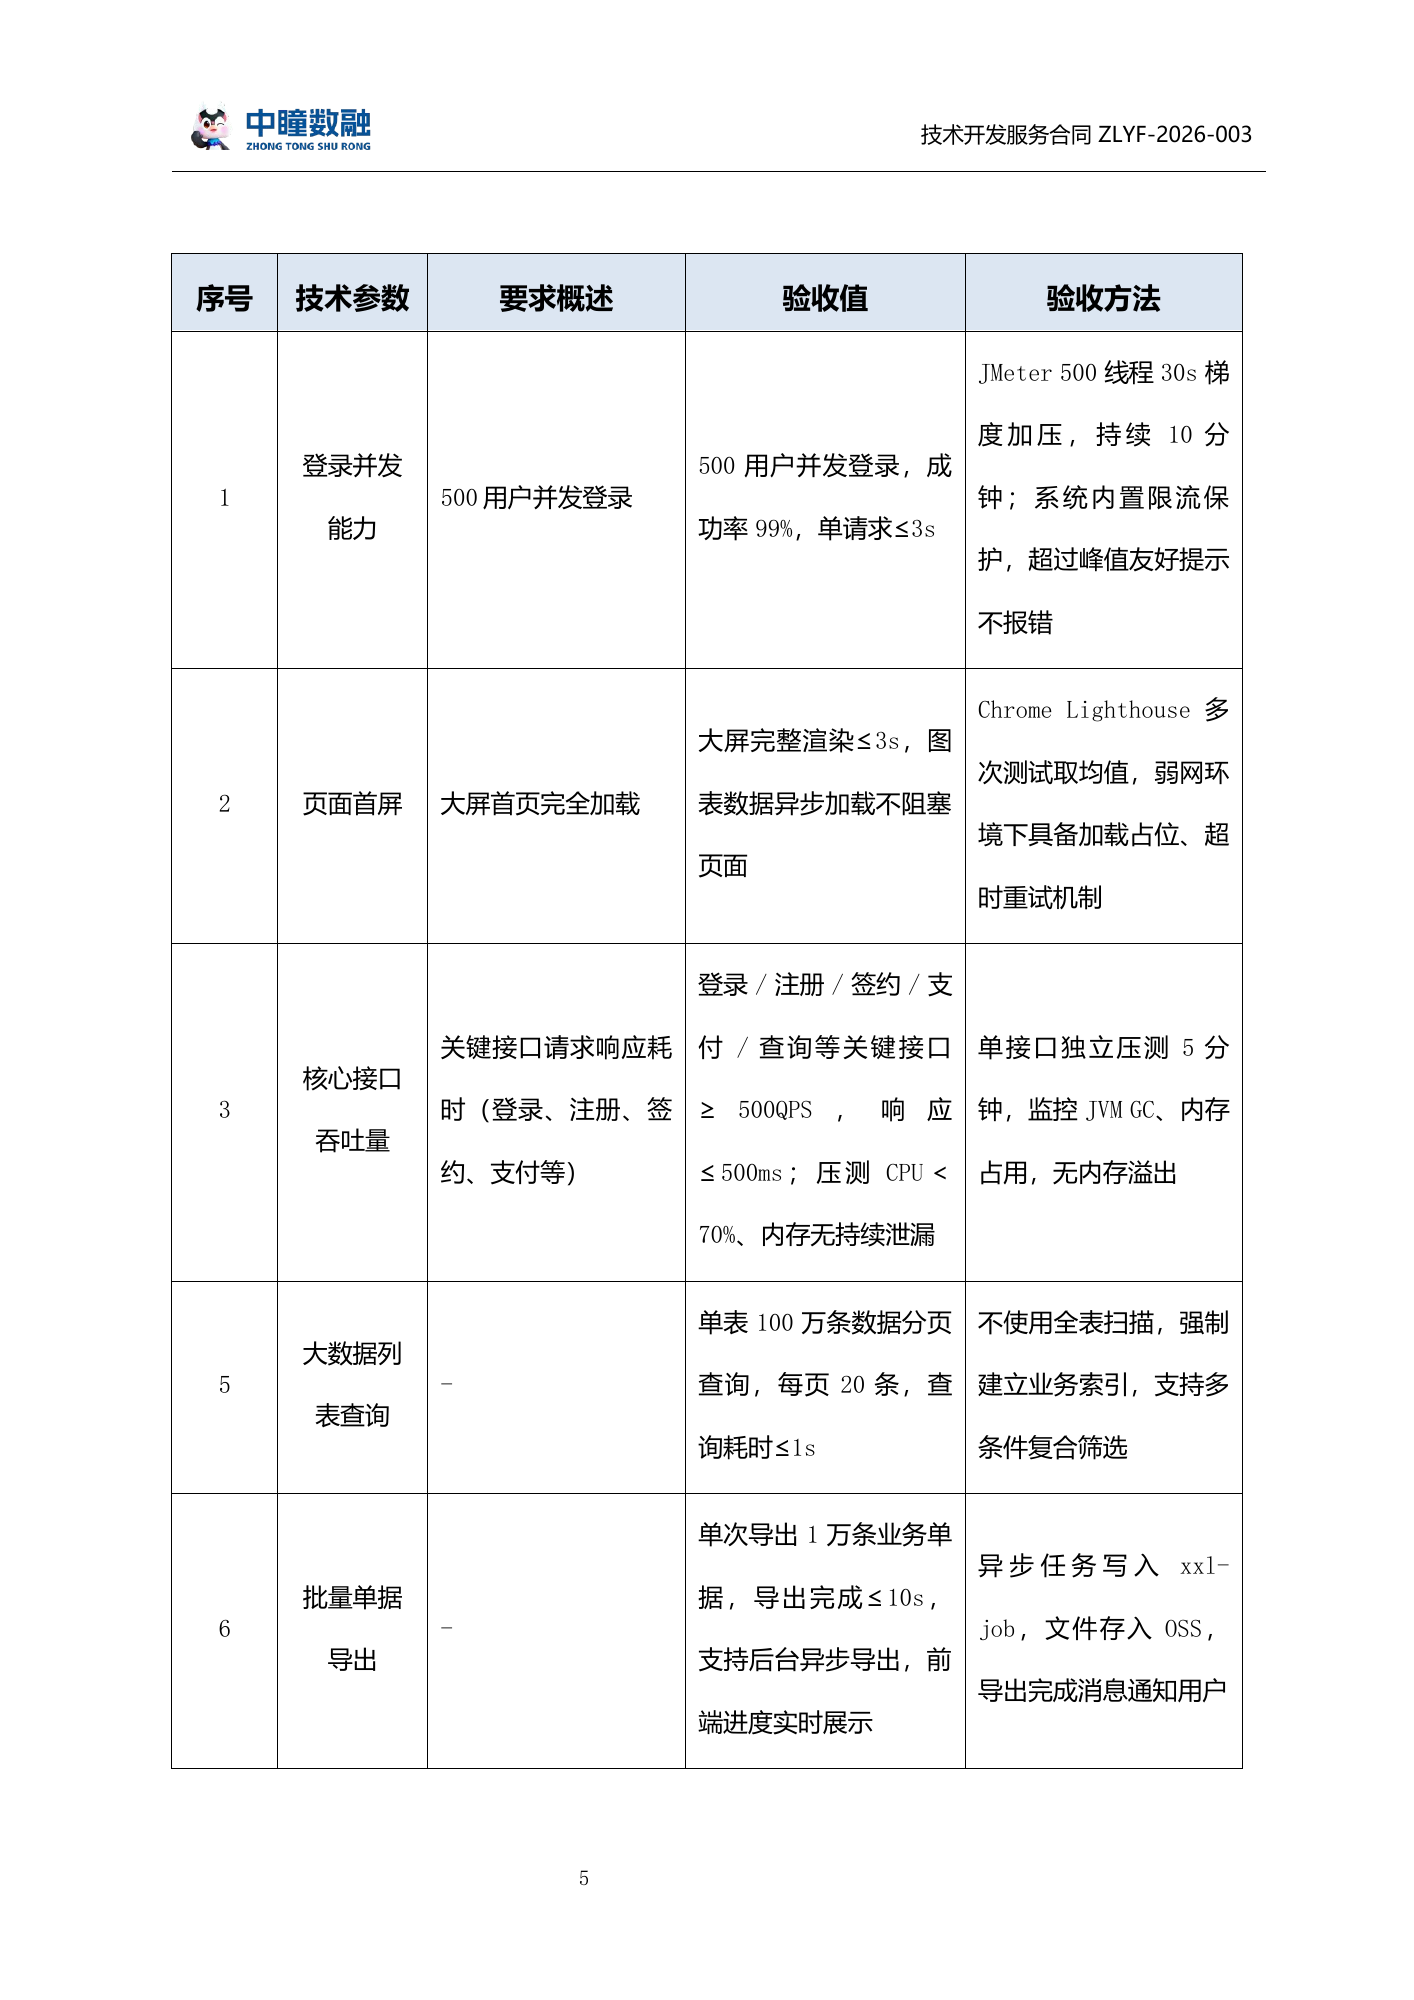 中瞳数融
ZHONG TONG SHU RONG
技术开发服务合同 ZLYF-2026-003
序号 技术参数 要求概述 验收值 验收方法
1
登录并发
能力
500 用户并发登录
500 用户并发登录，成
功率 99%，单请求≤3s
JMeter 500 线程 30s 梯
度加压，持续 10 分
钟；系统内置限流保
护，超过峰值友好提示
不报错
2
页面首屏
大屏首页完全加载
大屏完整渲染≤3s，图
表数据异步加载不阻塞
页面
Chrome Lighthouse 多
次测试取均值，弱网环
境下具备加载占位、超
时重试机制
3
核心接口
吞吐量
关键接口请求响应耗
时（登录、注册、签
约、支付等）
登录 / 注册 / 签约 / 支
付 / 查询等关键接口
≥ 500QPS ， 响 应
≤500ms；压测 CPU＜
70%、内存无持续泄漏
单接口独立压测 5 分
钟，监控 JVM GC、内存
占用，无内存溢出
5
大数据列
表查询
-
单表 100 万条数据分页
查询，每页 20 条，查
询耗时≤1s
不使用全表扫描，强制
建立业务索引，支持多
条件复合筛选
6
批量单据
导出
-
单次导出 1 万条业务单
据，导出完成≤10s，
支持后台异步导出，前
端进度实时展示
异步任务写入 xxl-
job，文件存入 OSS，
导出完成消息通知用户
5